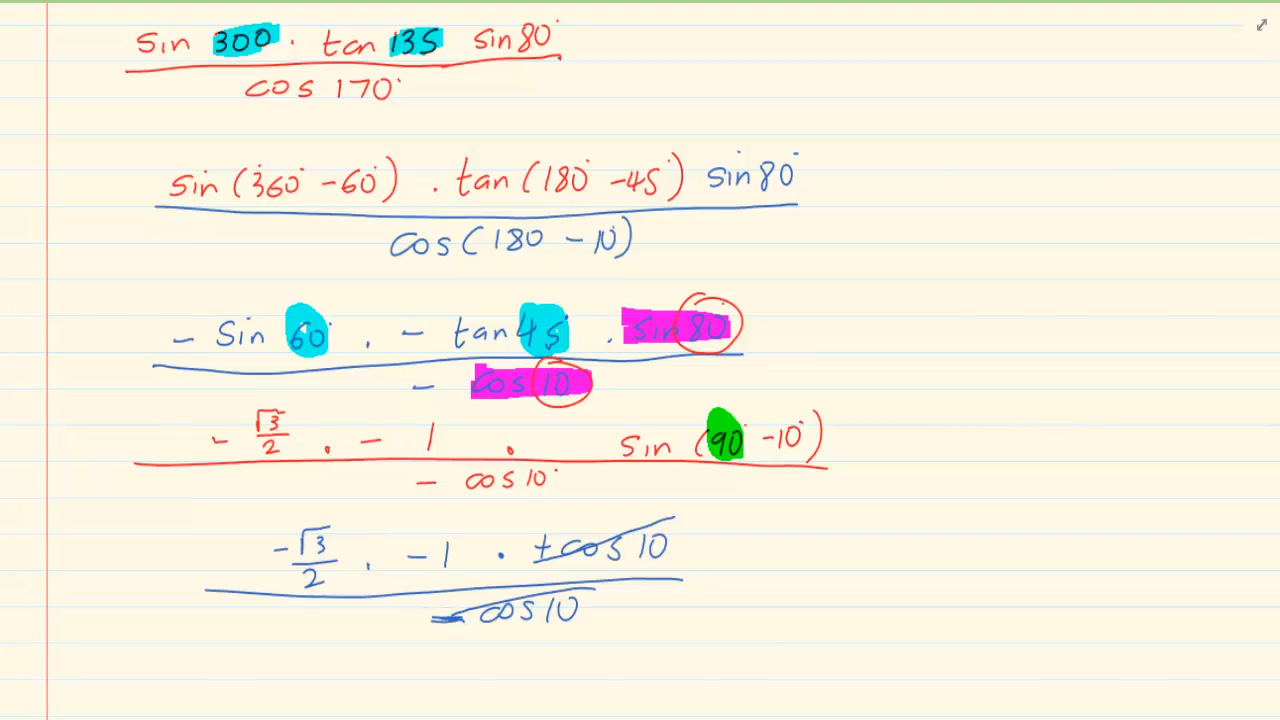 sin 300° · tan 135 sin 80°
cos 170°
sin (360° - 60°) · tan (180° - 45°) sin 80°
cos (180 - 10°)
- sin 60° · - tan 45° · sin 80°
- cos 10
- √3/2 · - 1 · sin (90° - 10°)
- cos 10°
-√3/2 · - 1 · + cos 10
- cos 10